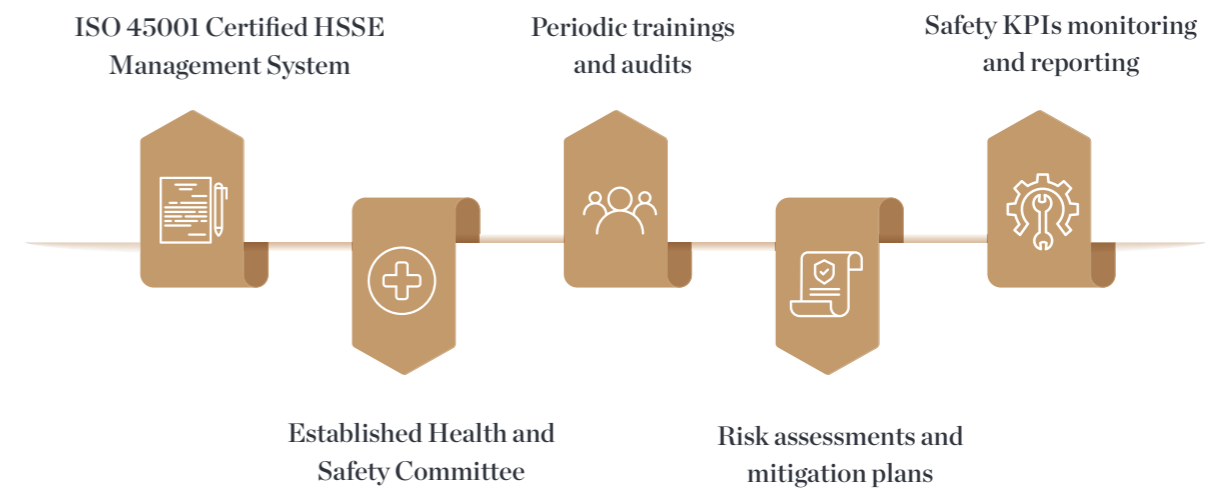 ISO 45001 Certified HSSE
Management System
Established Health and
Safety Committee
Periodic trainings
and audits
Risk assessments and
mitigation plans
Safety KPIs monitoring
and reporting